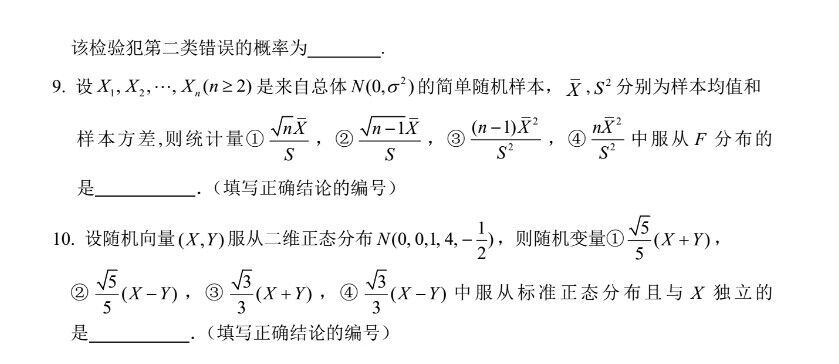 该检验犯第二类错误的概率为________.
9. 设 X₁, X₂, ⋯, Xₙ (n ≥ 2) 是来自总体 N(0, σ²) 的简单随机样本， X̄ , S² 分别为样本均值和
样本方差,则统计量① √n X̄ / S ，② √(n−1) X̄ / S ，③ (n−1)X̄² / S² ，④ nX̄² / S² 中服从 F 分布的
是__________．（填写正确结论的编号）
10. 设随机向量 (X, Y) 服从二维正态分布 N(0, 0, 1, 4, −1/2)，则随机变量① √5/5 (X + Y)，
② √5/5 (X − Y)，③ √3/3 (X + Y)，④ √3/3 (X − Y) 中服从标准正态分布且与 X 独立的
是__________．（填写正确结论的编号）